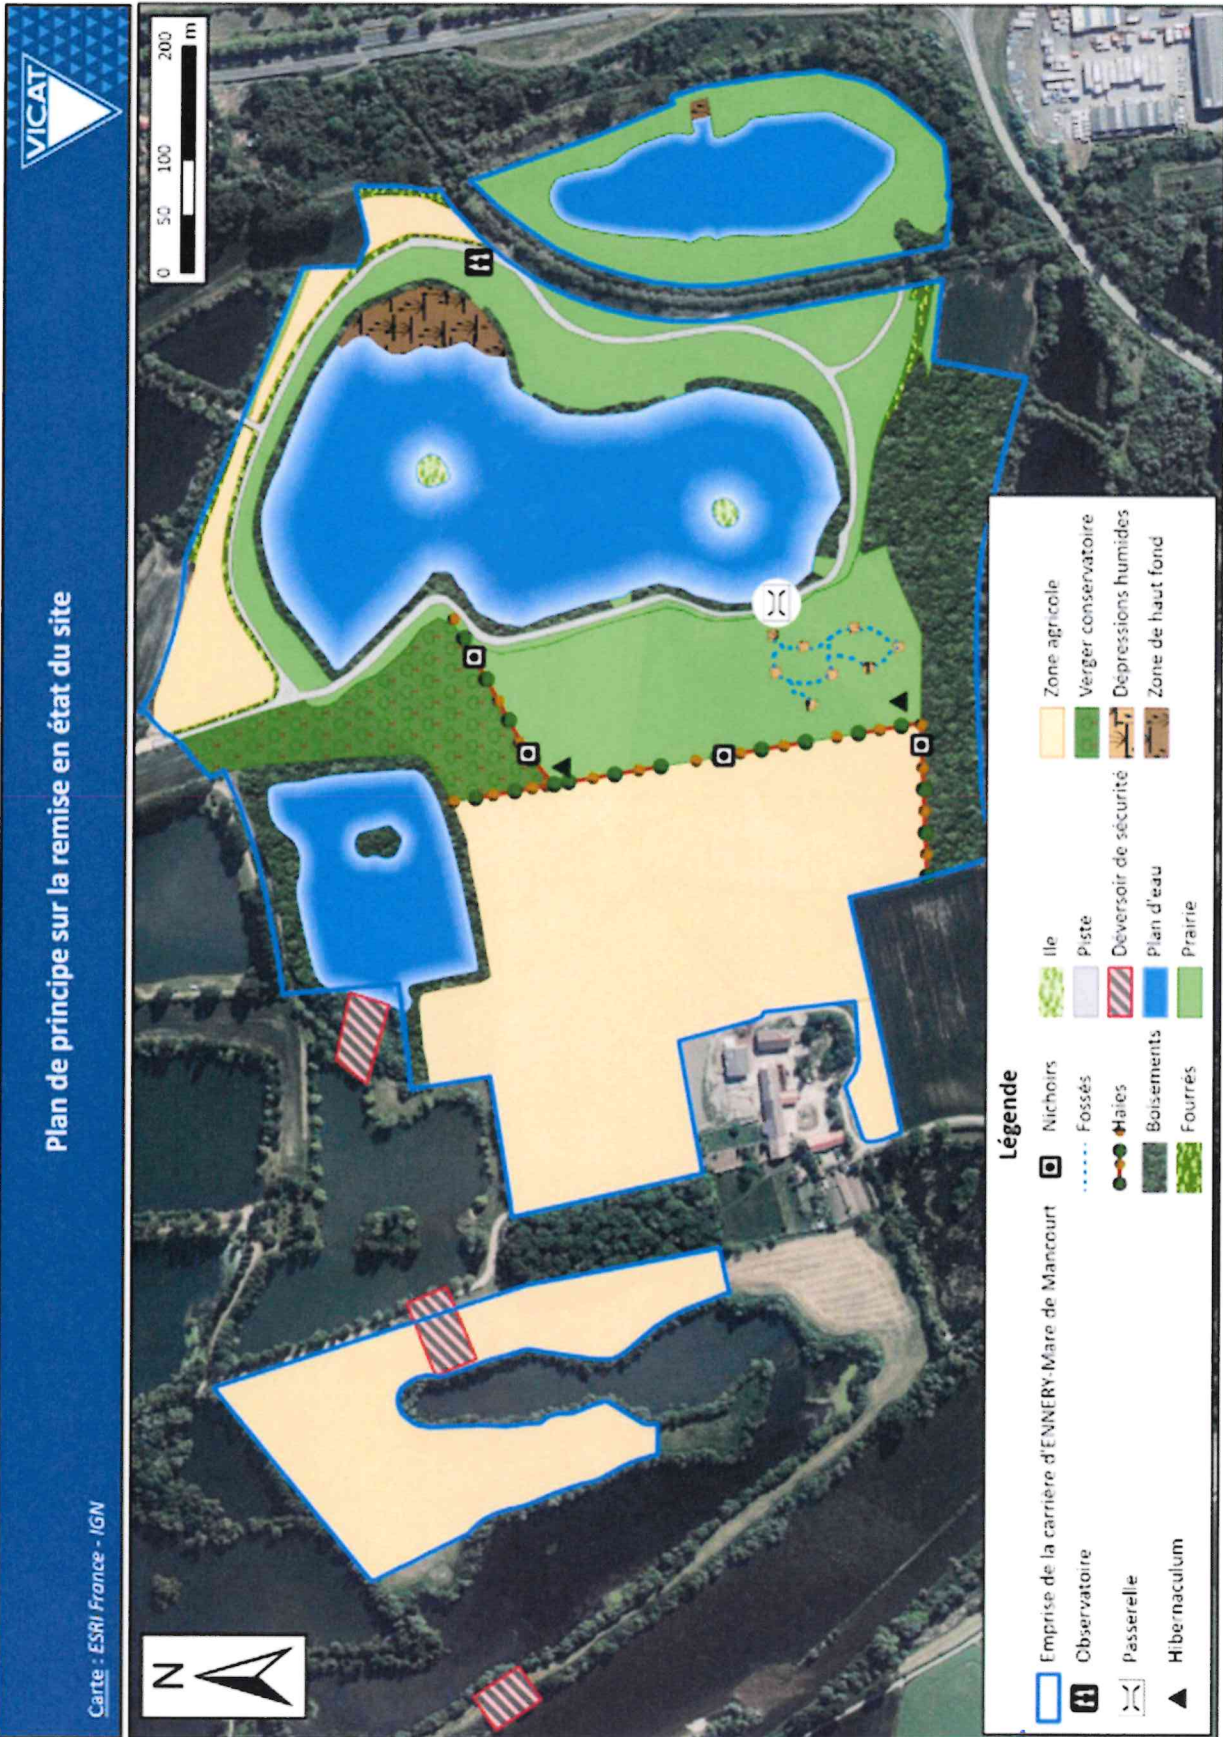 VICAT
Plan de principe sur la remise en état du site
Carte : ESRI France - IGN
0 50 100 200
m
N
Légende
Emprise de la carrière d'ENNERY-Mare de Mancourt
Observatoire
Passerelle
Hibernaculum
Nichoirs
Fossés
Haies
Boisements
Fourrés
Ile
Piste
Déversoir de sécurité
Plan d'eau
Prairie
Zone agricole
Verger conservatoire
Dépressions humides
Zone de haut fond